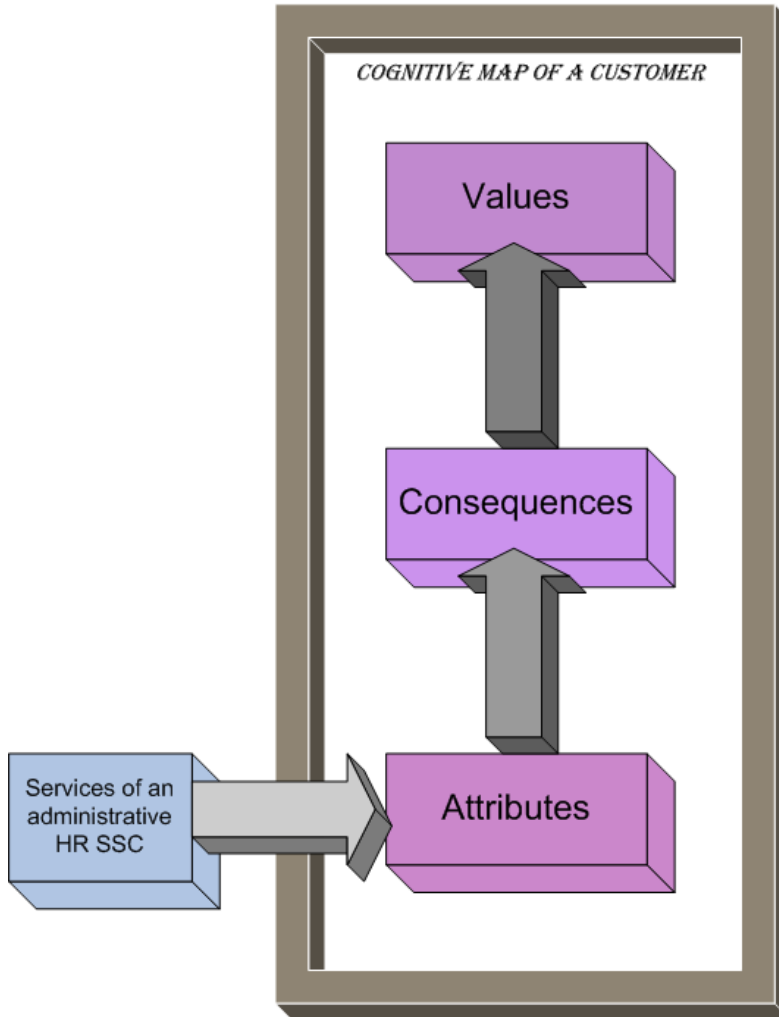 COGNITIVE MAP OF A CUSTOMER
Values
Consequences
Services of an
administrative
HR SSC
Attributes